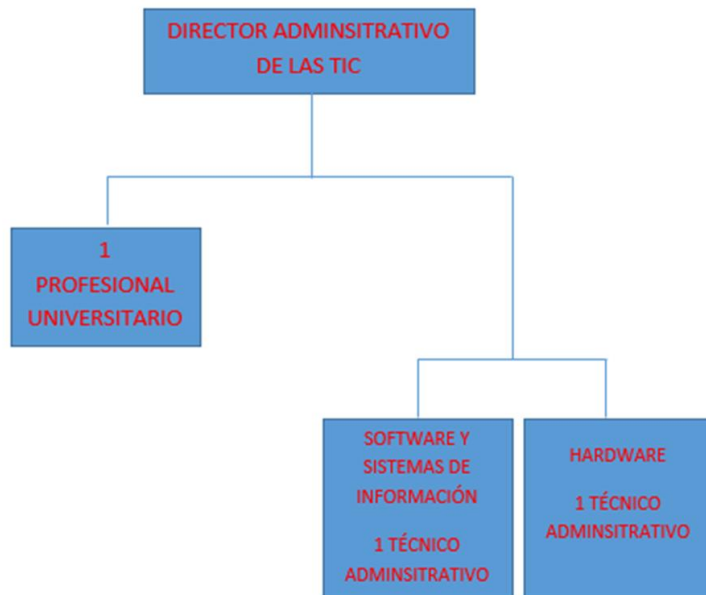 DIRECTOR ADMINSITRATIVO
DE LAS TIC
1
PROFESIONAL
UNIVERSITARIO
SOFTWARE Y
SISTEMAS DE
INFORMACIÓN
1 TÉCNICO
ADMINSITRATIVO
HARDWARE
1 TÉCNICO
ADMINSITRATIVO